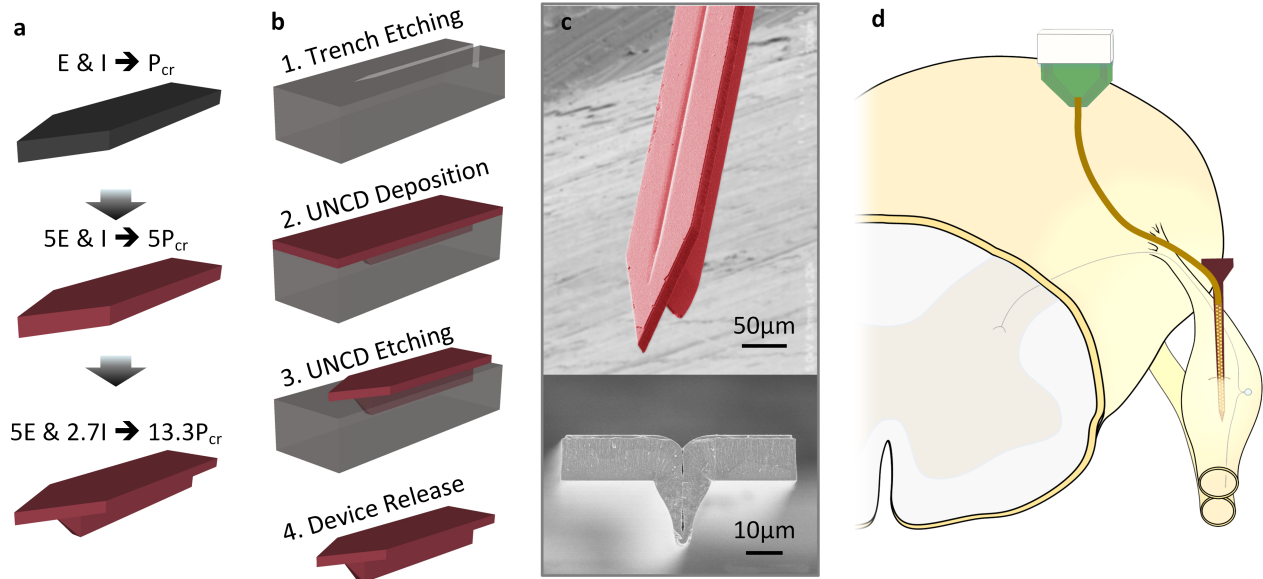 a
E & I ➔ Pcr
5E & I ➔ 5Pcr
5E & 2.7I ➔ 13.3Pcr
b
1. Trench Etching
2. UNCD Deposition
3. UNCD Etching
4. Device Release
c
50µm
10µm
d